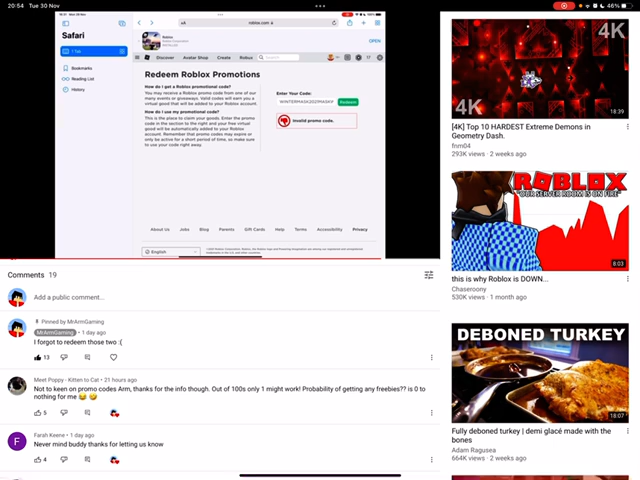 20:54 Tue 30 Nov
46%
Safari
1 Tab
Bookmarks
Reading List
History
AA
roblox.com
Roblox
OPEN
Discover Avatar Shop Create Robux Search
Redeem Roblox Promotions
How do I get a Roblox promotional code?
You may receive a Roblox promo code from one of our
many events or giveaways. Valid codes will earn you a
virtual good that will be added to your Roblox account.
How do I use my promotional code?
This is the place to claim your goods. Enter the promo
code in the section to the right and your free virtual
good will be automatically added to your Roblox
account. Remember that promo codes may expire or
only be active for a short period of time, so make sure
to use your code right away.
Enter Your Code:
Redeem
Invalid promo code.
About Us Jobs Blog Parents Gift Cards Help Terms Accessibility Privacy
English
Comments 19
Add a public comment...
Pinned by MrArmGaming
MrArmGaming • 1 day ago
I forgot to redeem those two :(
13
Meet Poppy - Kitten to Cat • 21 hours ago
Not to keen on promo codes Arm, thanks for the info though. Out of 100s only 1 might work! Probability of getting any freebies?? is 0 to
nothing for me 😂 🤣
5
F
Farah Keene • 1 day ago
Never mind buddy thanks for letting us know
4
4K
4K
18:39
[4K] Top 10 HARDEST Extreme Demons in
Geometry Dash.
fnm04
293K views · 2 weeks ago
ROBLOX
"OUR SERVER ROOM IS ON FIRE"
8:03
this is why Roblox is DOWN...
Chaseroony
530K views · 1 month ago
DEBONED TURKEY
18:07
Fully deboned turkey | demi glacé made with the
bones
Adam Ragusea
664K views · 2 weeks ago